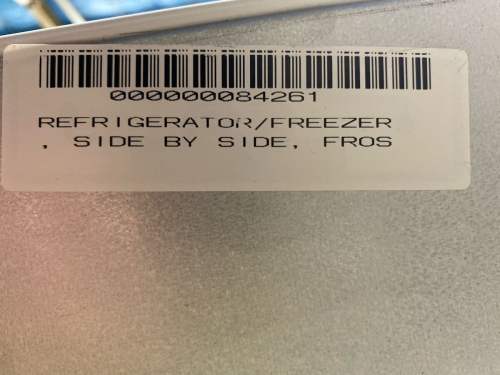 000000084261
REFRIGERATOR/FREEZER
, SIDE BY SIDE, FROS